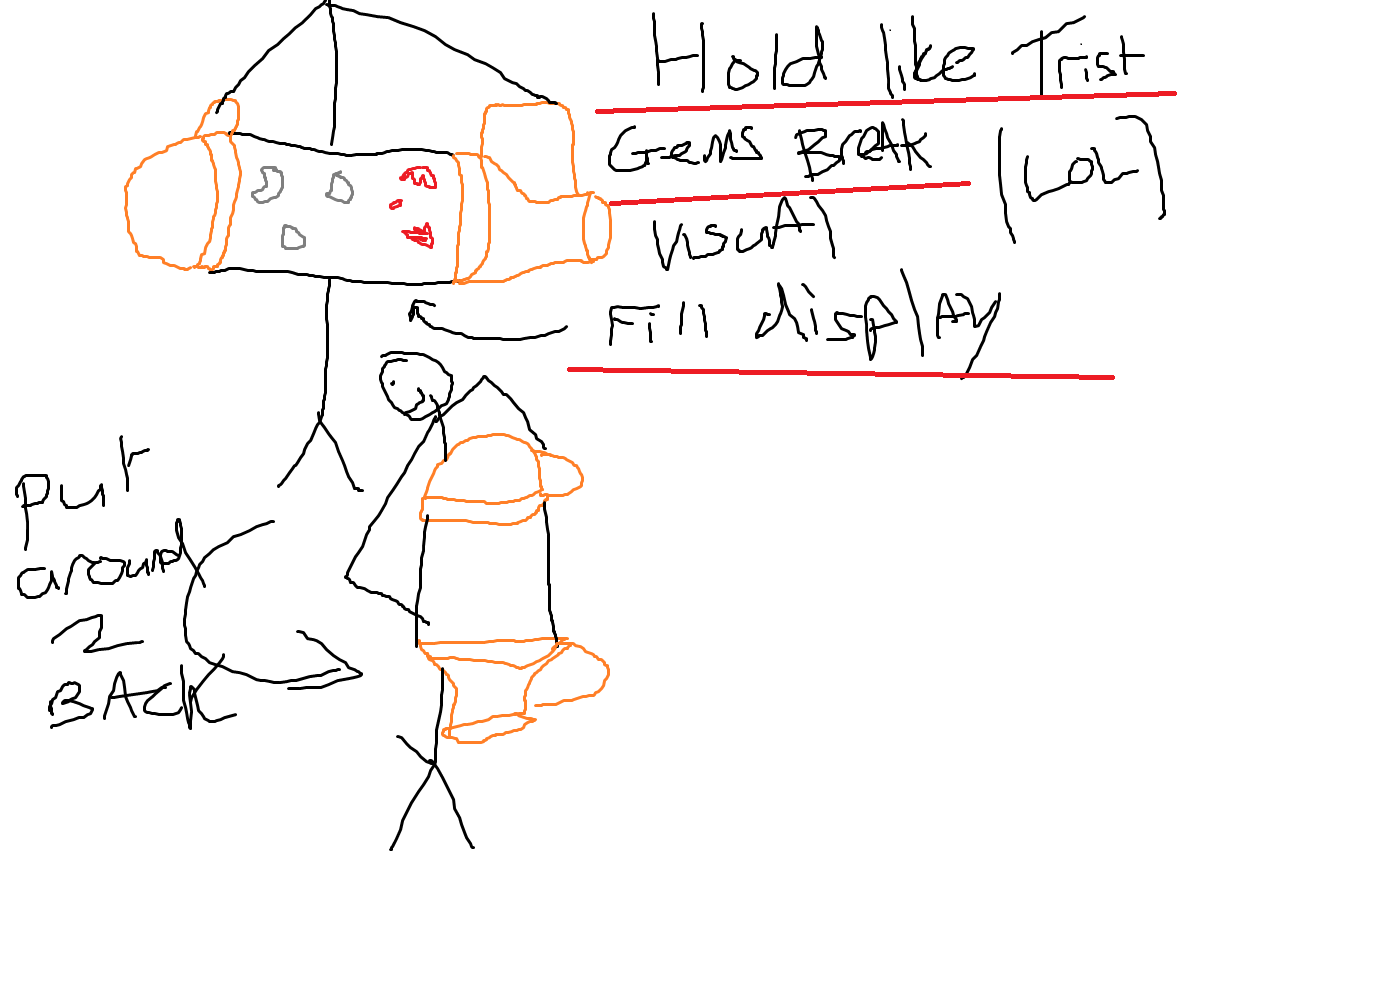 Hold like Trist
Gems Break
(LOL)
Visual
Fill display
put
around
2
BACK